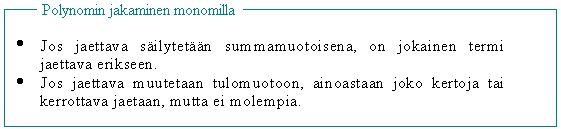 Polynomin jakaminen monomilla
• Jos jaettava säilytetään summamuotoisena, on jokainen termi
jaettava erikseen.
• Jos jaettava muutetaan tulomuotoon, ainoastaan joko kertoja tai
kerrottava jaetaan, mutta ei molempia.